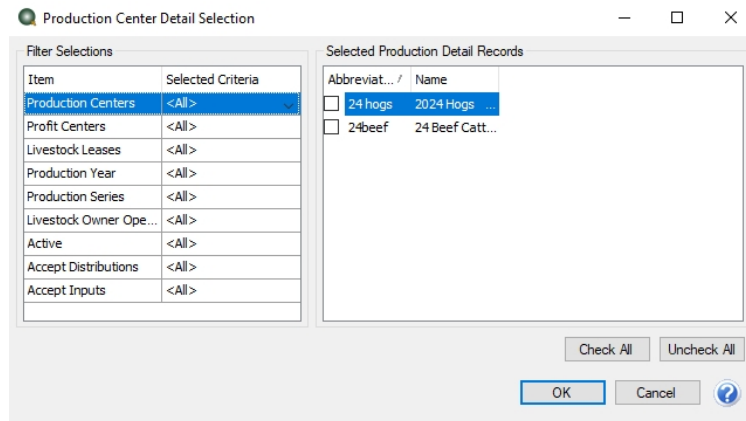 Production Center Detail Selection
Filter Selections
Item Selected Criteria
Production Centers <All>
Profit Centers <All>
Livestock Leases <All>
Production Year <All>
Production Series <All>
Livestock Owner Ope... <All>
Active <All>
Accept Distributions <All>
Accept Inputs <All>
Selected Production Detail Records
Abbreviat... / Name
24 hogs 2024 Hogs ...
24beef 24 Beef Catt...
Check All Uncheck All
OK Cancel ?